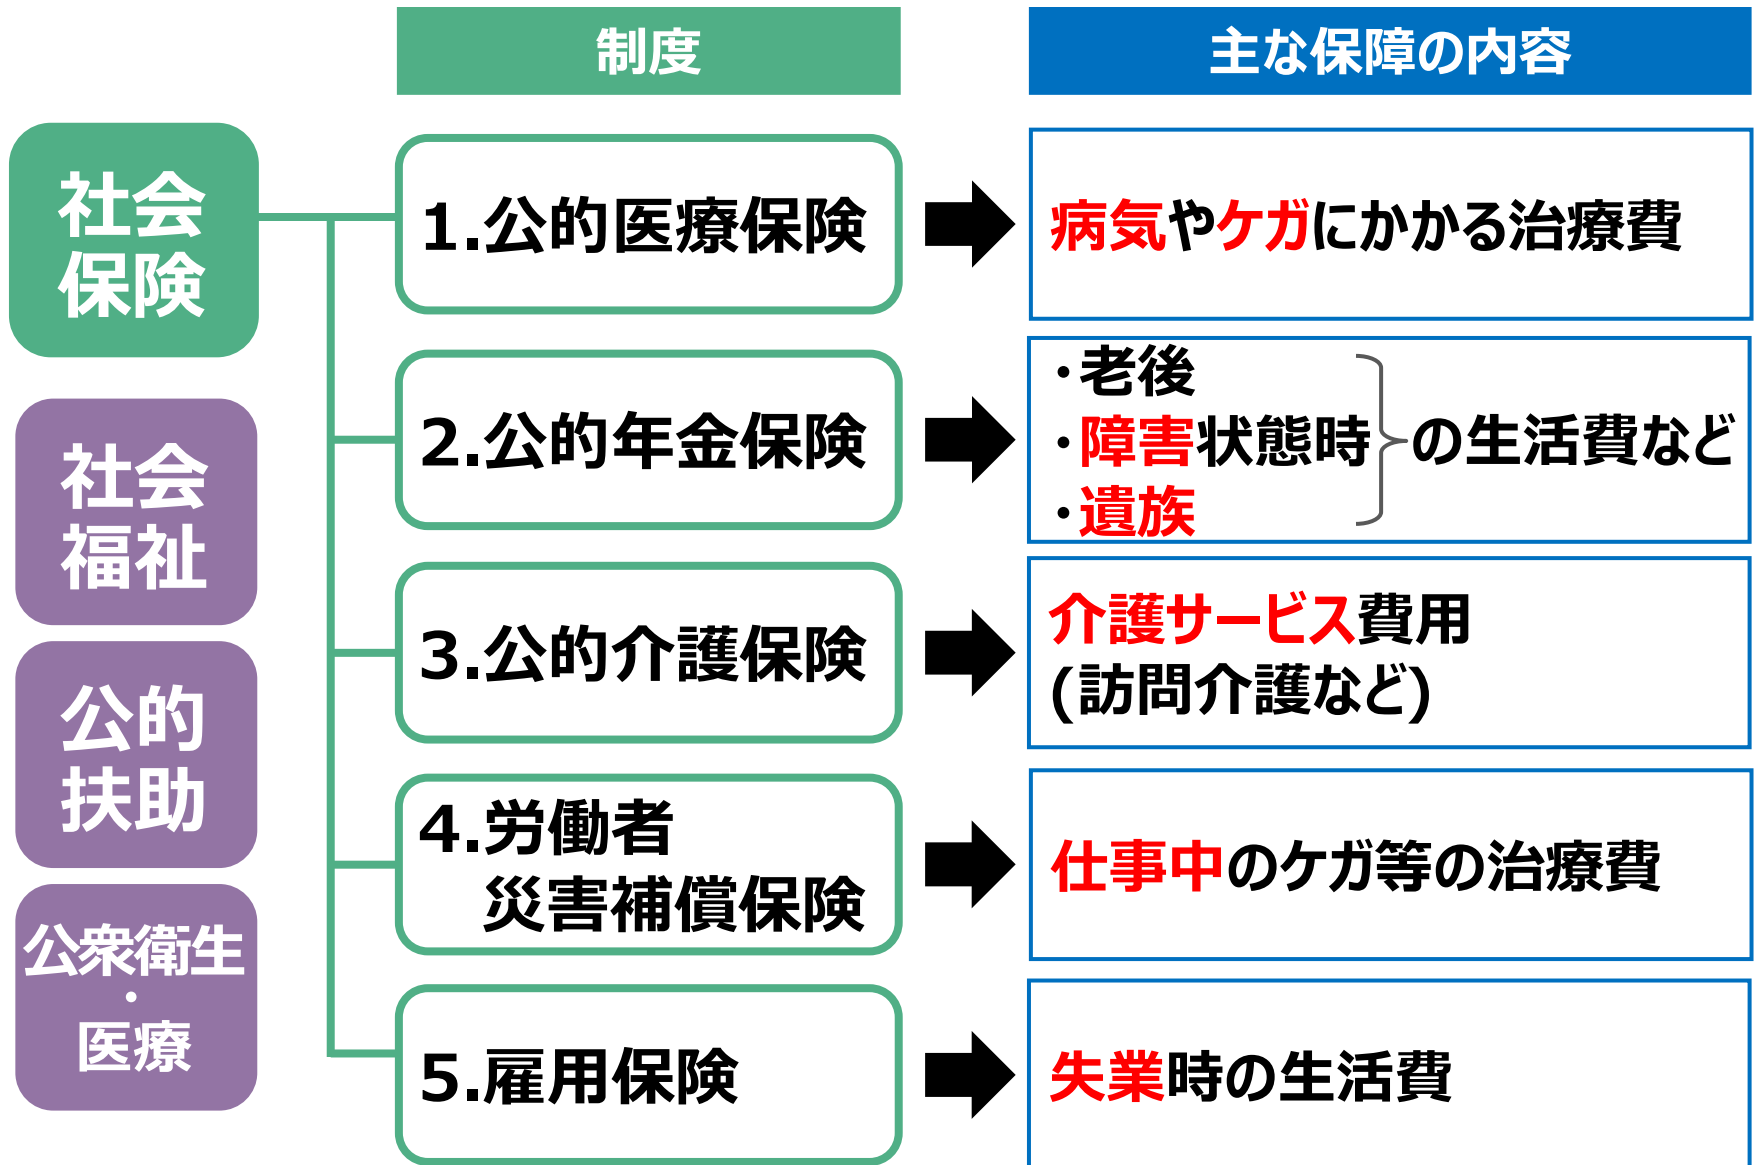 制度
主な保障の内容
社会
保険
社会
福祉
公的
扶助
公衆衛生
・
医療
1.公的医療保険
病気やケガにかかる治療費
2.公的年金保険
・老後
・障害状態時
・遺族
の生活費など
3.公的介護保険
介護サービス費用
(訪問介護など)
4.労働者
災害補償保険
仕事中のケガ等の治療費
5.雇用保険
失業時の生活費